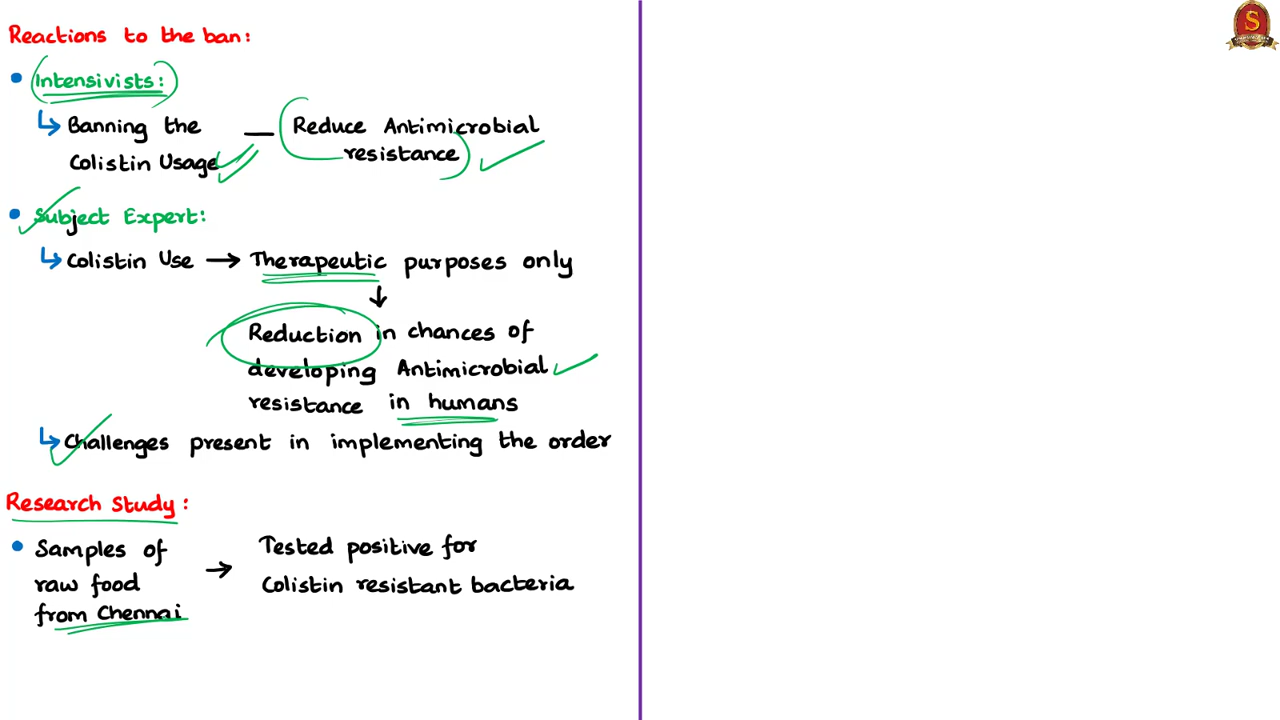 Reactions to the ban:
Intensivists:
Banning the Colistin Usage — Reduce Antimicrobial resistance
Subject Expert:
Colistin Use → Therapeutic purposes only
↓
Reduction in chances of
developing Antimicrobial
resistance in humans
Challenges present in implementing the order
Research Study:
Samples of raw food from Chennai → Tested positive for Colistin resistant bacteria
S